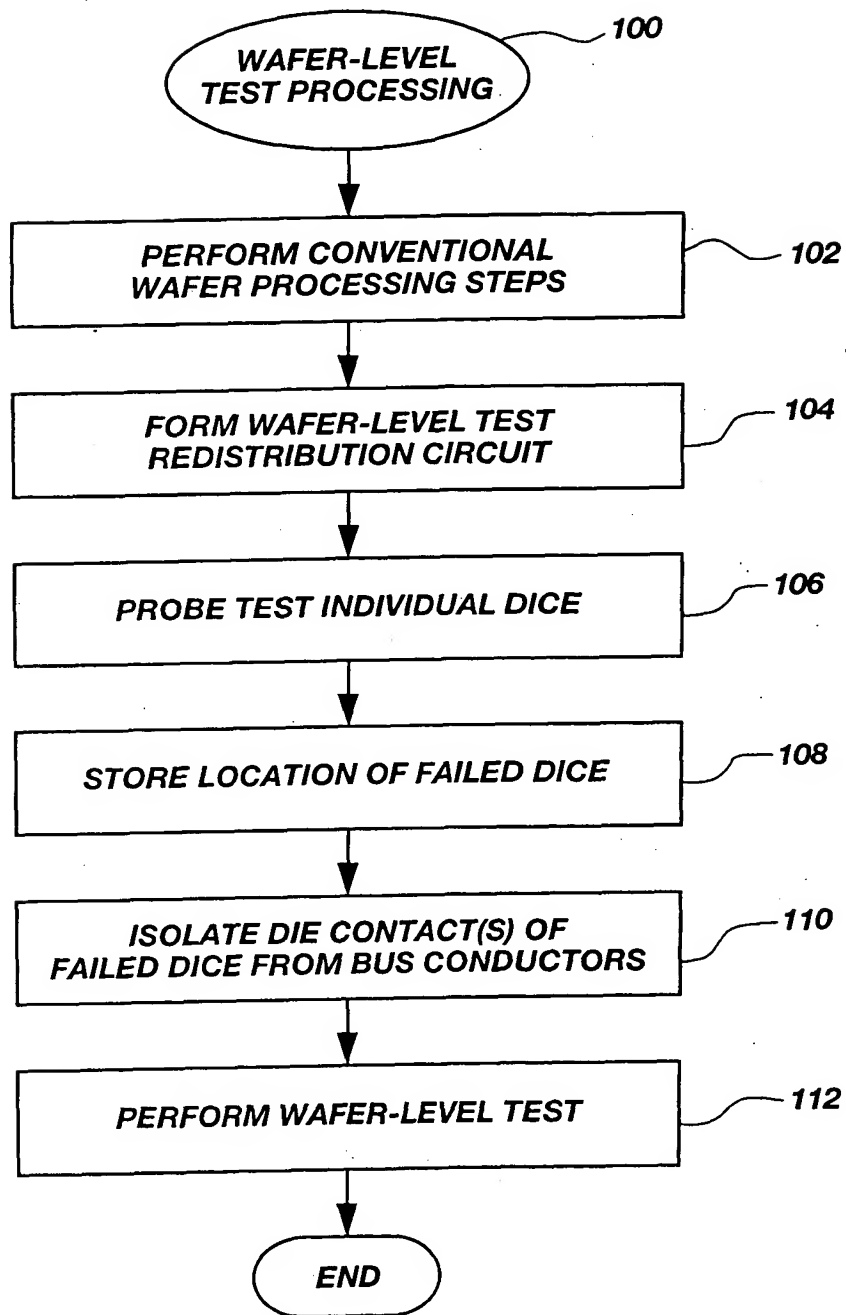 WAFER-LEVEL
TEST PROCESSING
100
PERFORM CONVENTIONAL
WAFER PROCESSING STEPS
102
FORM WAFER-LEVEL TEST
REDISTRIBUTION CIRCUIT
104
PROBE TEST INDIVIDUAL DICE
106
STORE LOCATION OF FAILED DICE
108
ISOLATE DIE CONTACT(S) OF
FAILED DICE FROM BUS CONDUCTORS
110
PERFORM WAFER-LEVEL TEST
112
END